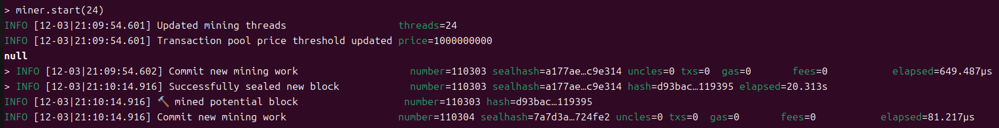 > miner.start(24)
INFO [12-03|21:09:54.601] Updated mining threads threads=24
INFO [12-03|21:09:54.601] Transaction pool price threshold updated price=1000000000
null
> INFO [12-03|21:09:54.602] Commit new mining work number=110303 sealhash=a177ae…c9e314 uncles=0 txs=0 gas=0 fees=0 elapsed=649.487µs
> INFO [12-03|21:10:14.916] Successfully sealed new block number=110303 sealhash=a177ae…c9e314 hash=d93bac…119395 elapsed=20.313s
INFO [12-03|21:10:14.916] 🔨 mined potential block number=110303 hash=d93bac…119395
INFO [12-03|21:10:14.916] Commit new mining work number=110304 sealhash=7a7d3a…724fe2 uncles=0 txs=0 gas=0 fees=0 elapsed=81.217µs